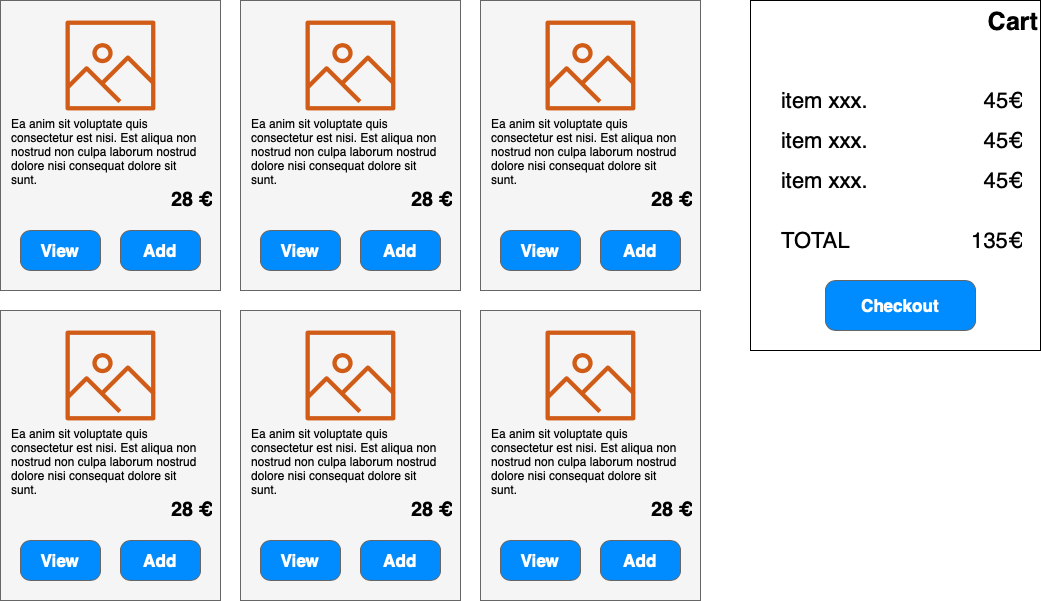 Ea anim sit voluptate quis
consectetur est nisi. Est aliqua non
nostrud non culpa laborum nostrud
dolore nisi consequat dolore sit
sunt.
28 €
View
Add
Ea anim sit voluptate quis
consectetur est nisi. Est aliqua non
nostrud non culpa laborum nostrud
dolore nisi consequat dolore sit
sunt.
28 €
View
Add
Ea anim sit voluptate quis
consectetur est nisi. Est aliqua non
nostrud non culpa laborum nostrud
dolore nisi consequat dolore sit
sunt.
28 €
View
Add
Ea anim sit voluptate quis
consectetur est nisi. Est aliqua non
nostrud non culpa laborum nostrud
dolore nisi consequat dolore sit
sunt.
28 €
View
Add
Ea anim sit voluptate quis
consectetur est nisi. Est aliqua non
nostrud non culpa laborum nostrud
dolore nisi consequat dolore sit
sunt.
28 €
View
Add
Ea anim sit voluptate quis
consectetur est nisi. Est aliqua non
nostrud non culpa laborum nostrud
dolore nisi consequat dolore sit
sunt.
28 €
View
Add
Cart
item xxx. 45€
item xxx. 45€
item xxx. 45€
TOTAL 135€
Checkout